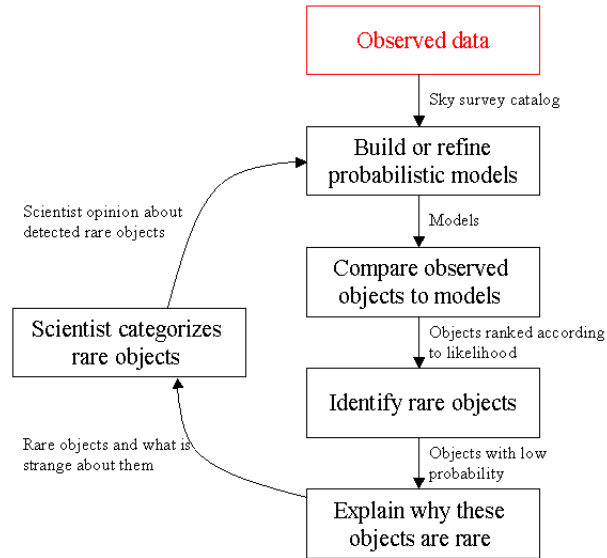 Observed data
Sky survey catalog
Build or refine
probabilistic models
Scientist opinion about
detected rare objects
Models
Compare observed
objects to models
Scientist categorizes
rare objects
Objects ranked according
to likelihood
Identify rare objects
Rare objects and what is
strange about them
Objects with low
probability
Explain why these
objects are rare